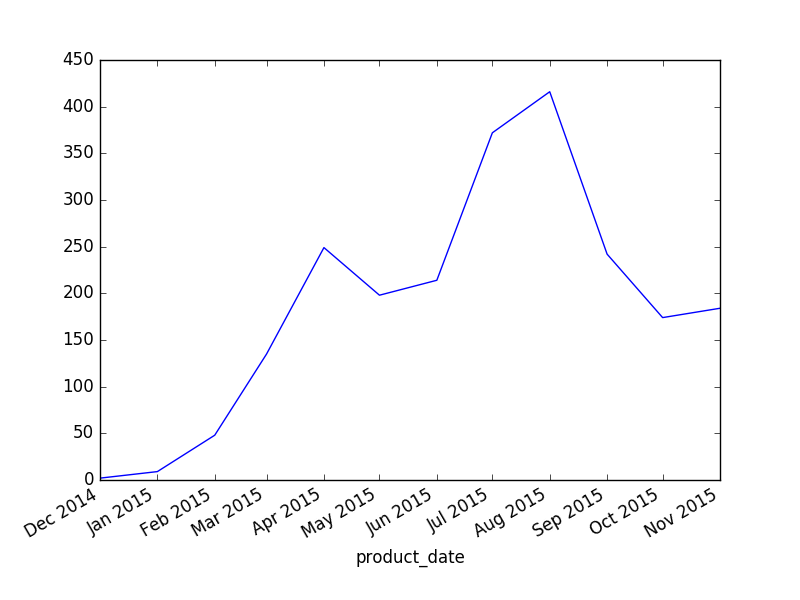 450
400
350
300
250
200
150
100
50
0
Dec 2014
Jan 2015
Feb 2015
Mar 2015
Apr 2015
May 2015
Jun 2015
Jul 2015
Aug 2015
Sep 2015
Oct 2015
Nov 2015
product_date